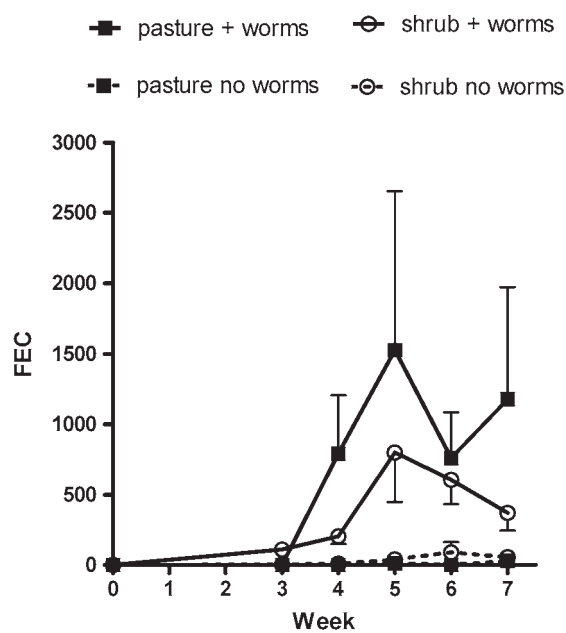 pasture + worms shrub + worms
pasture no worms shrub no worms
3000
2500
2000
1500
1000
500
0
FEC
0 1 2 3 4 5 6 7
Week